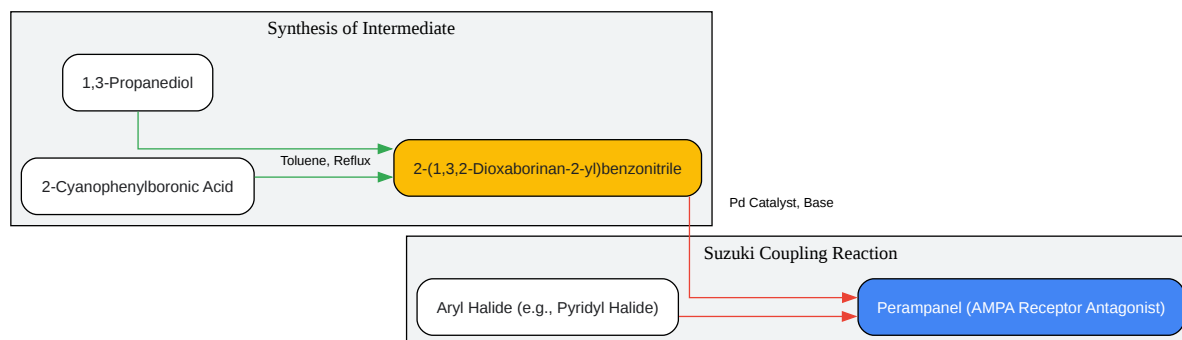 Synthesis of Intermediate
1,3-Propanediol
Toluene, Reflux
2-Cyanophenylboronic Acid
2-(1,3,2-Dioxaborinan-2-yl)benzonitrile
Pd Catalyst, Base
Suzuki Coupling Reaction
Aryl Halide (e.g., Pyridyl Halide)
Perampanel (AMPA Receptor Antagonist)